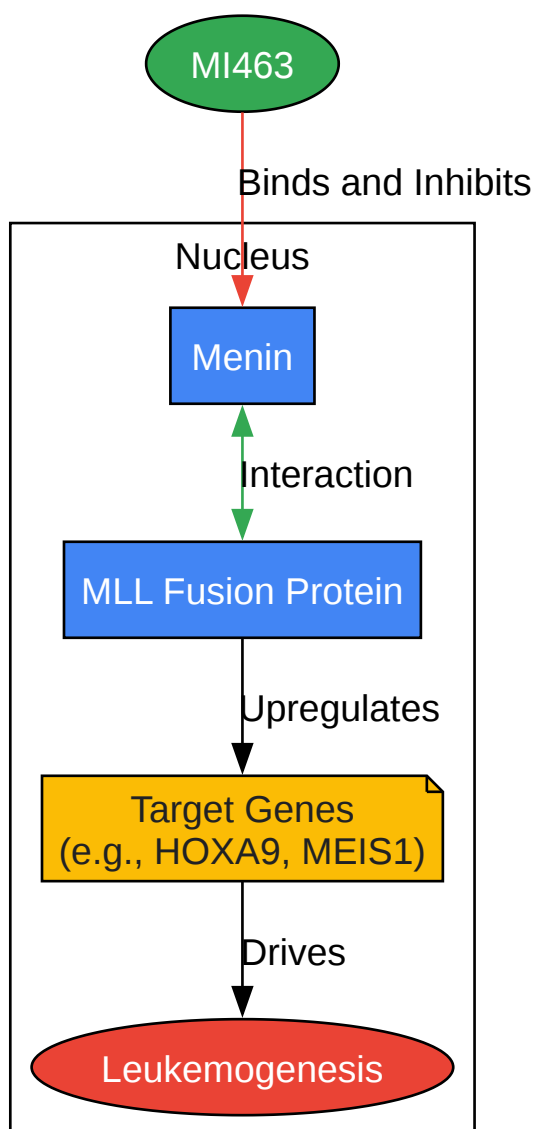 MI463
Binds and Inhibits
Nucleus
Menin
Interaction
MLL Fusion Protein
Upregulates
Target Genes
(e.g., HOXA9, MEIS1)
Drives
Leukemogenesis